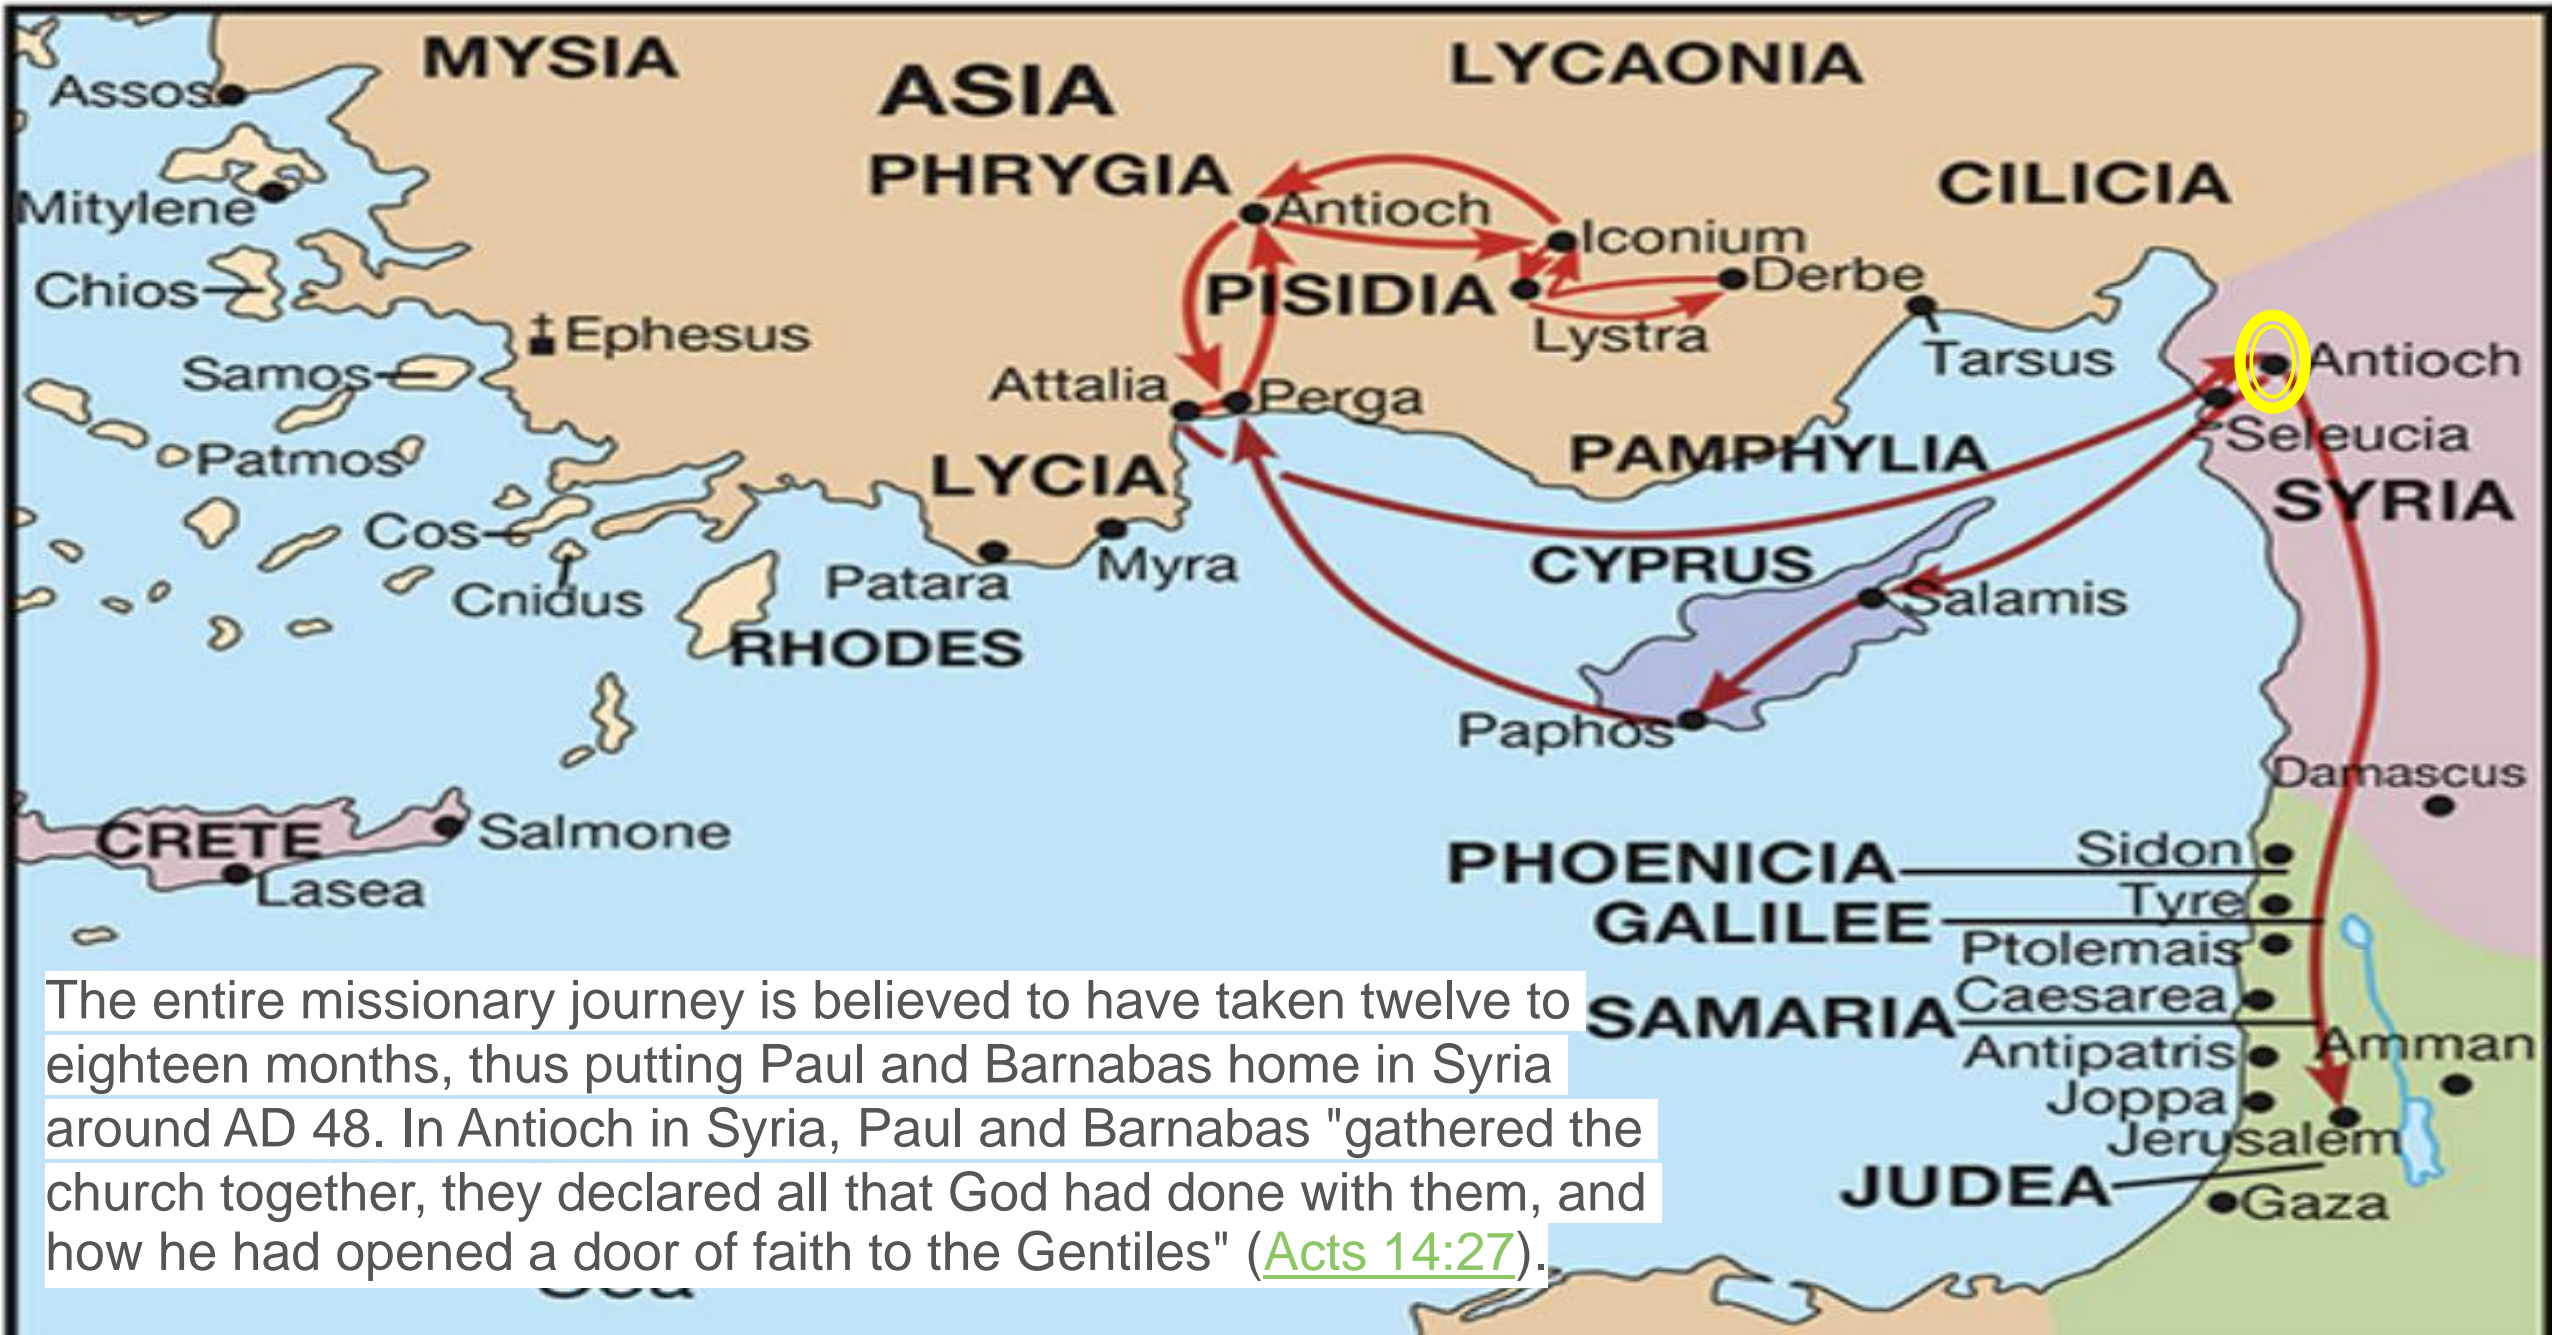 MYSIA
ASIA
LYCAONIA
Assos
PHRYGIA
CILICIA
Mitylene
Antioch
Iconium
Chios
PISIDIA
Derbe
Ephesus
Lystra
Tarsus
Antioch
Samos
Attalia
Perga
Seleucia
Patmos
LYCIA
PAMPHYLIA
SYRIA
Cos
CYPRUS
Myra
Patara
Cnidus
Salamis
RHODES
Paphos
Damascus
CRETE
Salmone
Lasea
PHOENICIA
Sidon
Tyre
GALILEE
Ptolemais
SAMARIA
Caesarea
Antipatris
Amman
Joppa
Jerusalem
JUDEA
Gaza
The entire missionary journey is believed to have taken twelve to
eighteen months, thus putting Paul and Barnabas home in Syria
around AD 48. In Antioch in Syria, Paul and Barnabas "gathered the
church together, they declared all that God had done with them, and
how he had opened a door of faith to the Gentiles" (Acts 14:27).